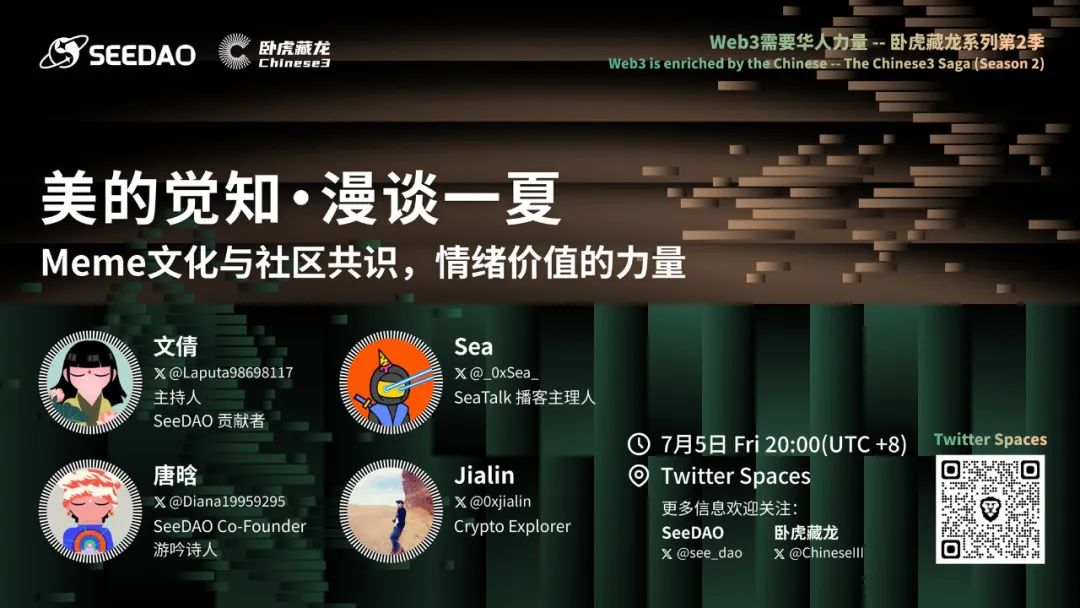 SEEDAO
卧虎藏龙
Chinese3
Web3需要华人力量 -- 卧虎藏龙系列第2季
Web3 is enriched by the Chinese -- The Chinese3 Saga (Season 2)
美的觉知·漫谈一夏
Meme文化与社区共识，情绪价值的力量
文倩
@Laputa98698117
主持人
SeeDAO 贡献者
Sea
@_0xSea_
SeaTalk 播客主理人
唐晗
@Diana19959295
SeeDAO Co-Founder
游吟诗人
Jialin
@0xjialin
Crypto Explorer
7月5日 Fri 20:00(UTC +8)
Twitter Spaces
更多信息欢迎关注：
SeeDAO
@see_dao
卧虎藏龙
@ChineseIII
Twitter Spaces